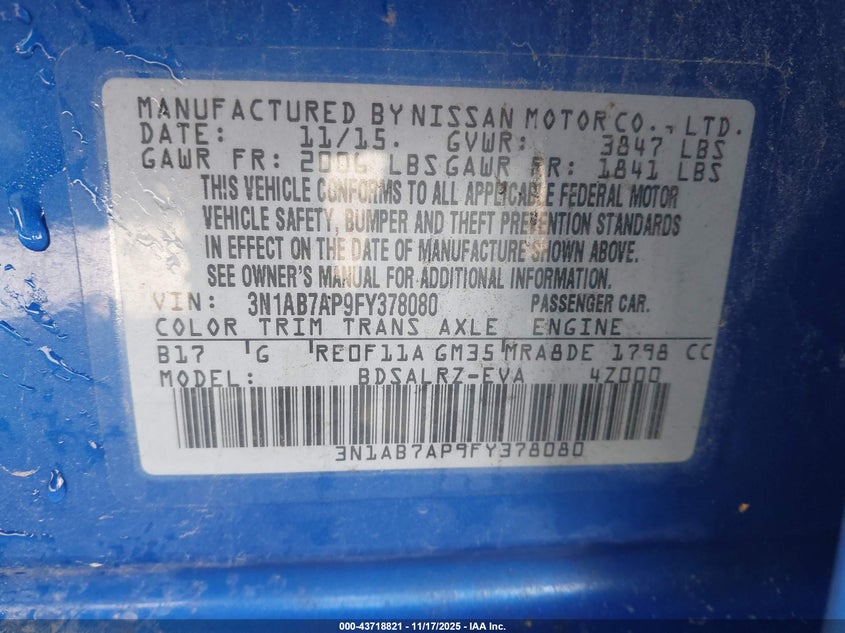 MANUFACTURED BY NISSAN MOTOR CO., LTD.
DATE: 11/15. GVWR: 3847 LBS
GAWR FR: 2006 LBS GAWR RR: 1841 LBS
THIS VEHICLE CONFORMS TO ALL APPLICABLE FEDERAL MOTOR
VEHICLE SAFETY, BUMPER AND THEFT PREVENTION STANDARDS
IN EFFECT ON THE DATE OF MANUFACTURE SHOWN ABOVE.
SEE OWNER'S MANUAL FOR ADDITIONAL INFORMATION.
VIN: 3N1AB7AP9FY378080 PASSENGER CAR.
COLOR TRIM TRANS AXLE ENGINE
B17 G RE0F11A GM35 MRA8DE 1798 CC
MODEL: BDSALRZ-EVA 4Z000
3N1AB7AP9FY378080
000-43718821 - 11/17/2025 - IAA Inc.